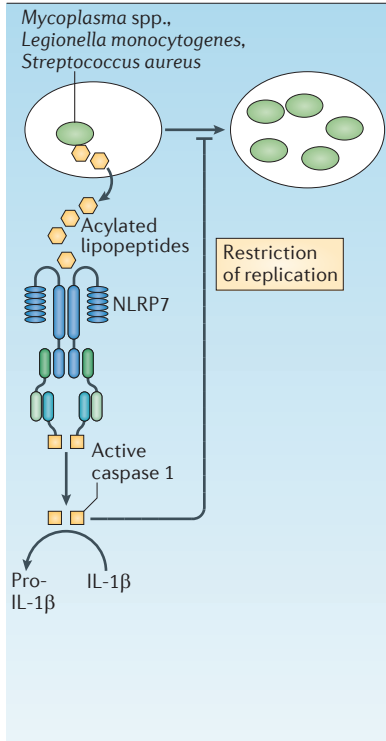 Mycoplasma spp.,
Legionella monocytogenes,
Streptococcus aureus
Acylated
lipopeptides
Restriction
of replication
NLRP7
Active
caspase 1
Pro-
IL-1β
IL-1β